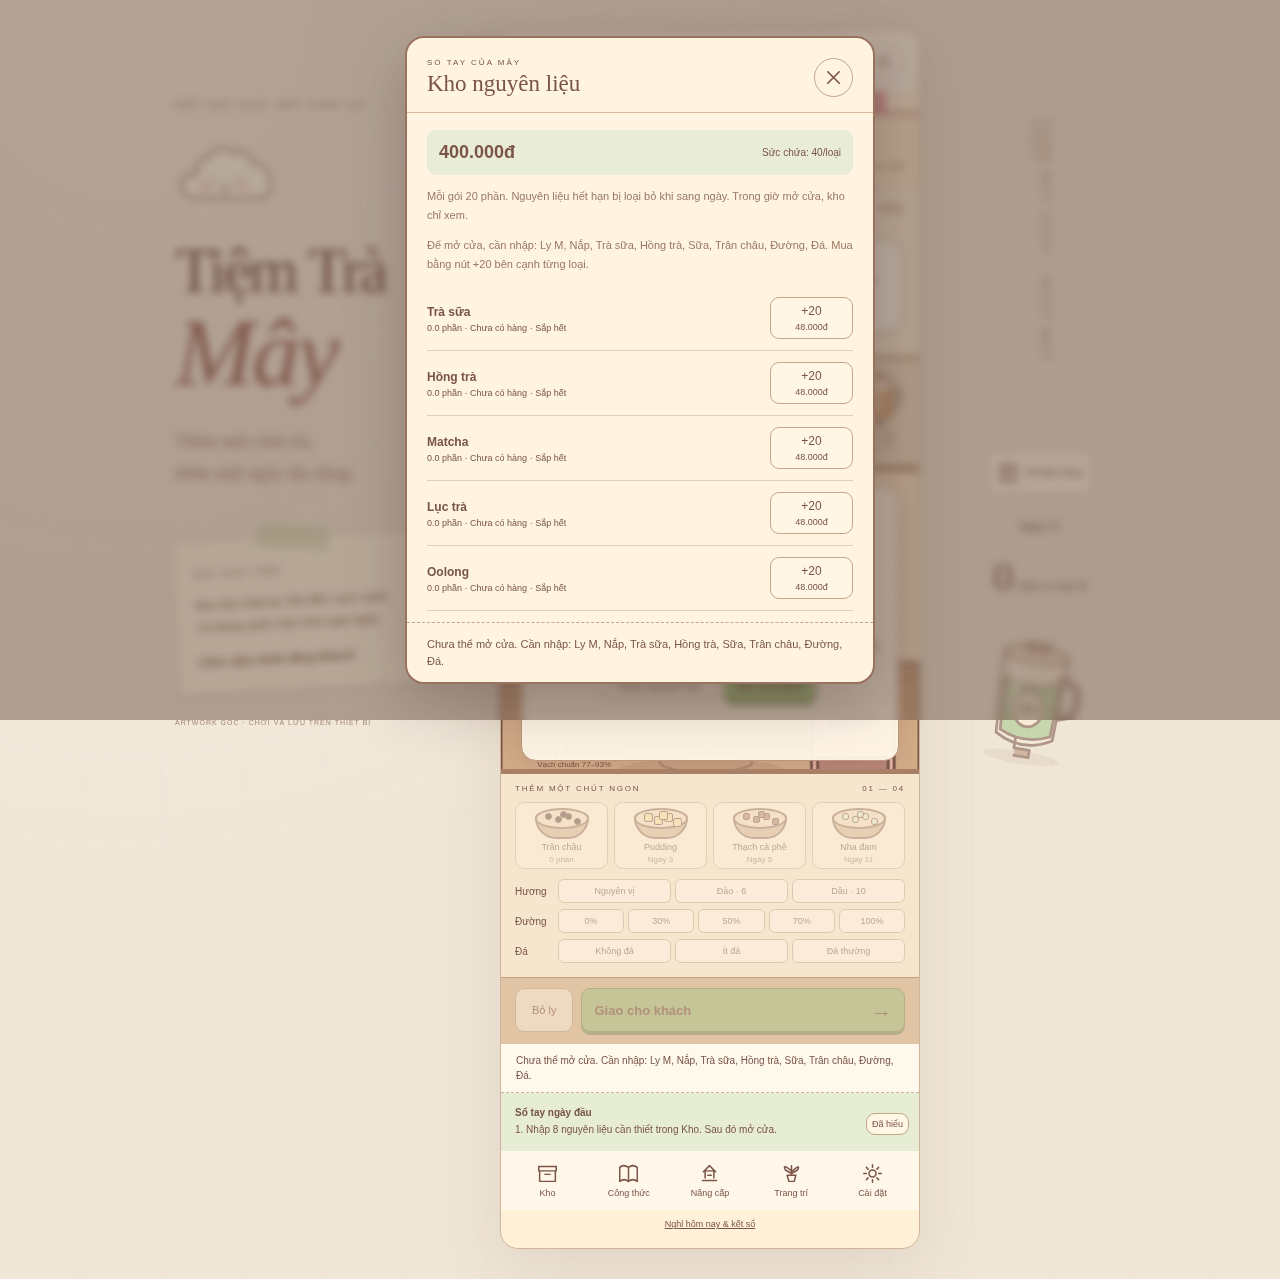 SỔ TAY CỦA MÂY
Kho nguyên liệu
400.000đ
Sức chứa: 40/loại
Mỗi gói 20 phần. Nguyên liệu hết hạn bị loại bỏ khi sang ngày. Trong giờ mở cửa, kho
chỉ xem.
Để mở cửa, cần nhập: Ly M, Nắp, Trà sữa, Hồng trà, Sữa, Trân châu, Đường, Đá. Mua
bằng nút +20 bên cạnh từng loại.
Trà sữa
0.0 phần · Chưa có hàng · Sắp hết
+20
48.000đ
Hồng trà
0.0 phần · Chưa có hàng · Sắp hết
+20
48.000đ
Matcha
0.0 phần · Chưa có hàng · Sắp hết
+20
48.000đ
Lục trà
0.0 phần · Chưa có hàng · Sắp hết
+20
48.000đ
Oolong
0.0 phần · Chưa có hàng · Sắp hết
+20
48.000đ
Chưa thể mở cửa. Cần nhập: Ly M, Nắp, Trà sữa, Hồng trà, Sữa, Trân châu, Đường,
Đá.
Tiệm Trà
Mây
ARTWORK GỐC · CHƠI VÀ LƯU TRÊN THIẾT BỊ
Vạch chuẩn 77–93%
THÊM MỘT CHÚT NGON
01 — 04
Trân châu
0 phần
Pudding
Ngày 3
Thạch cà phê
Ngày 5
Nha đam
Ngày 11
Hương
Nguyên vị
Đào · 6
Dâu · 10
Đường
0%
30%
50%
70%
100%
Đá
Không đá
Ít đá
Đá thường
Bỏ ly
Giao cho khách →
Chưa thể mở cửa. Cần nhập: Ly M, Nắp, Trà sữa, Hồng trà, Sữa, Trân châu, Đường,
Đá.
Sổ tay ngày đầu
1. Nhập 8 nguyên liệu cần thiết trong Kho. Sau đó mở cửa.
Đã hiểu
Kho
Công thức
Nâng cấp
Trang trí
Cài đặt
Nghỉ hôm nay & kết sổ